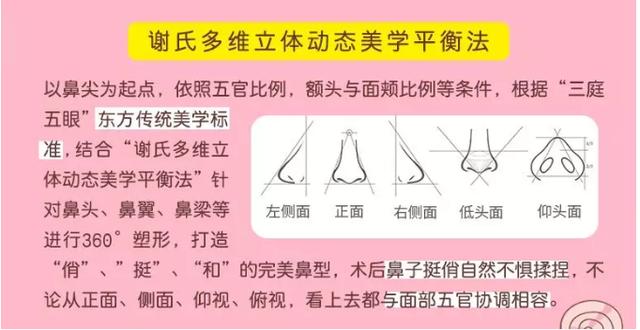 谢氏多维立体动态美学平衡法
以鼻尖为起点，依照五官比例，额头与面颊比例等条件，根据“三庭
五眼”东方传统美学标
准，结合“谢氏多维立
体动态美学平衡法”针
对鼻头、鼻翼、鼻梁等
进行360°塑形，打造
左侧面 正面 右侧面 低头面 仰头面
“俏”、”挺”、“和”的完美鼻型，术后鼻子挺俏自然不惧揉捏，不
论从正面、侧面、仰视、俯视，看上去都与面部五官协调相容。